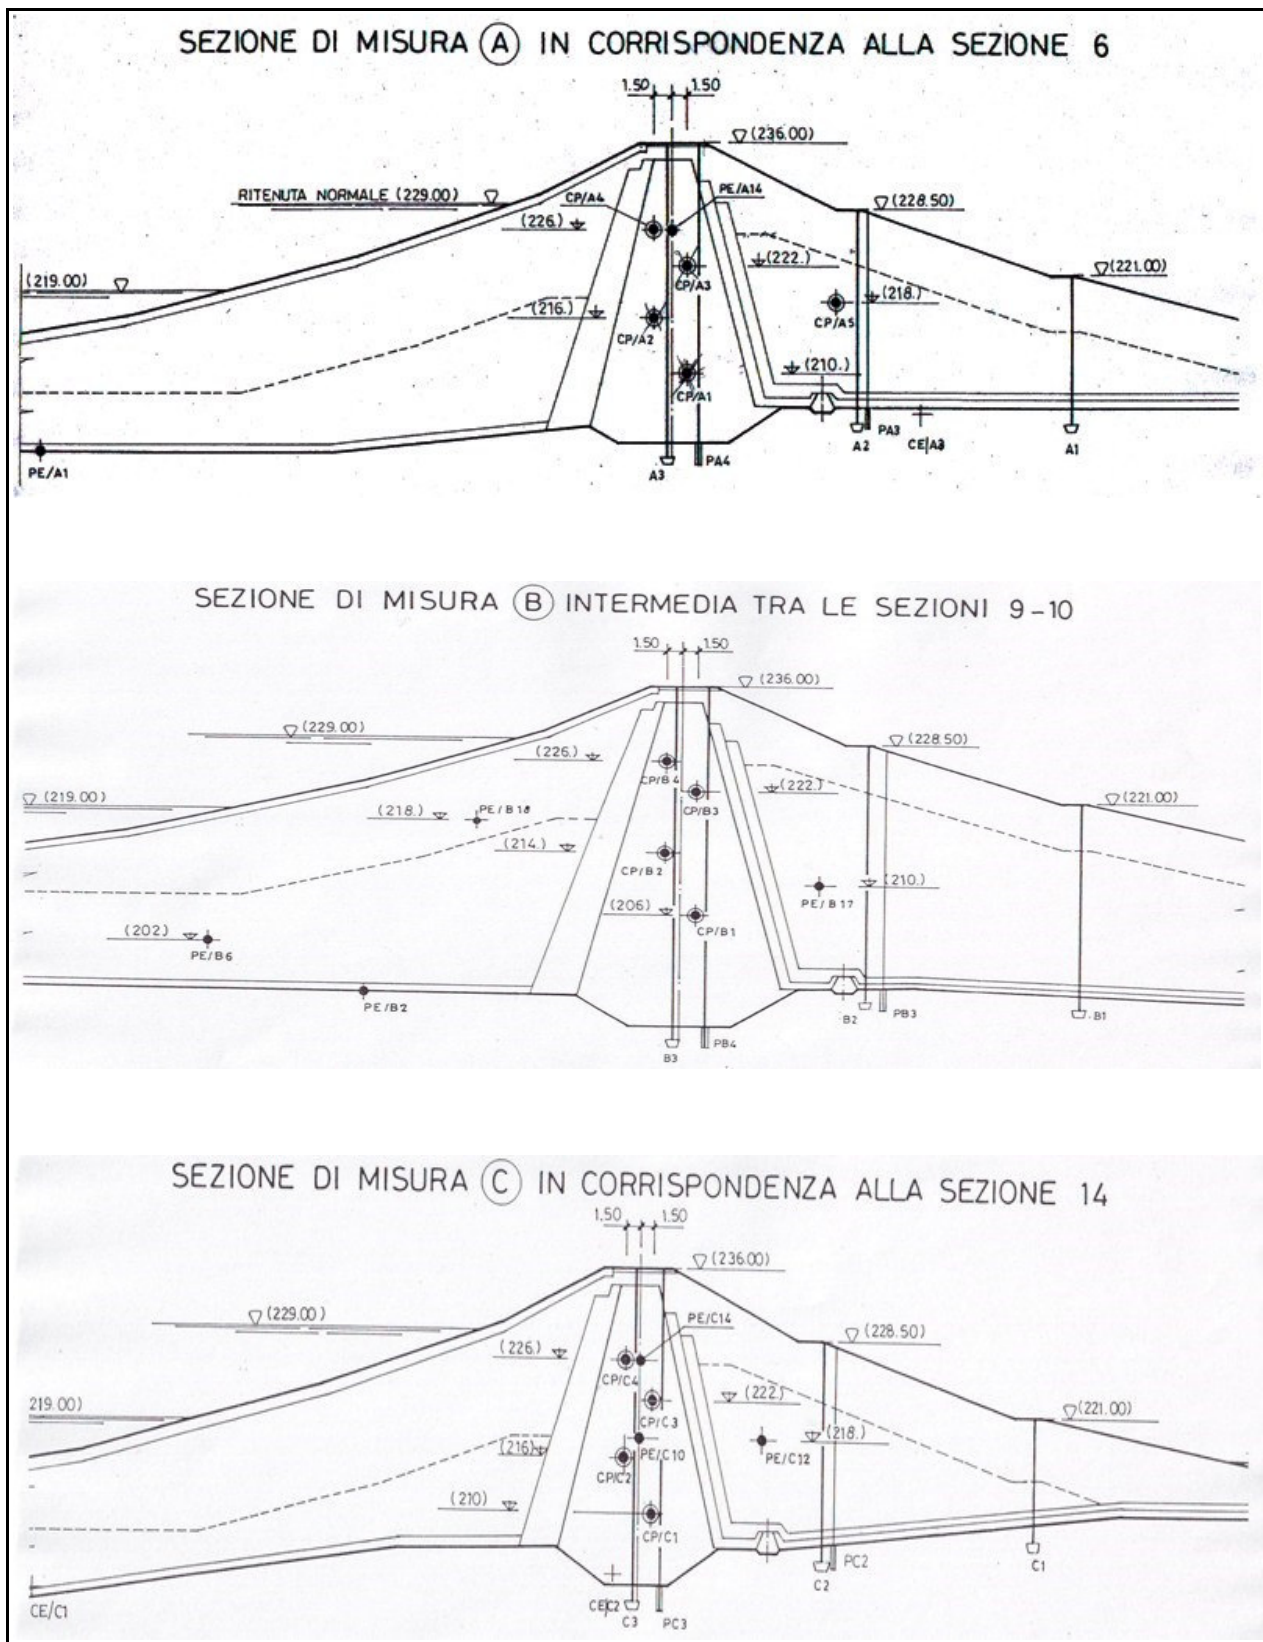 SEZIONE DI MISURA A IN CORRISPONDENZA ALLA SEZIONE 6
1.50 1.50
(236.00)
RITENUTA NORMALE (229.00)
CP/A4
PE/A14
(228.50)
(226.)
(219.00)
(222.)
(221.00)
CP/A3
(216.)
(218.)
CP/A2
CP/A5
(210.)
CP/A1
PE/A1
A3
PA4
A2
PA3
CE/A3
A1
SEZIONE DI MISURA B INTERMEDIA TRA LE SEZIONI 9-10
1.50 1.50
(236.00)
(229.00)
(228.50)
(226.)
CP/B4
(222.)
(219.00)
(221.00)
(218.)
PE/B18
CP/B3
(214.)
CP/B2
(210.)
PE/B17
(206)
CP/B1
(202)
PE/B6
PE/B2
B3
PB4
B2
PB3
B1
SEZIONE DI MISURA C IN CORRISPONDENZA ALLA SEZIONE 14
1.50 1.50
(236.00)
(229.00)
PE/C14
(228.50)
(226.)
CP/C4
(222.)
219.00)
(221.00)
CP/C3
(216)
PE/C10
(218.)
CP/C2
PE/C12
(210)
CP/C1
CE/C1
CE/C2
C3
PC3
C2
PC2
C1